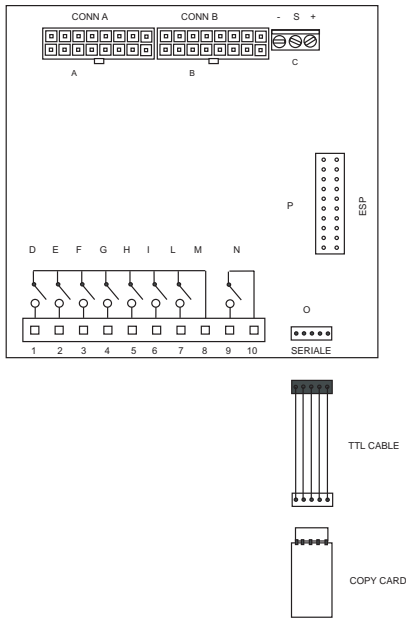 CONN A CONN B - S +
A B C
P ESP
D E F G H I L M N
O
1 2 3 4 5 6 7 8 9 10 SERIALE
TTL CABLE
COPY CARD